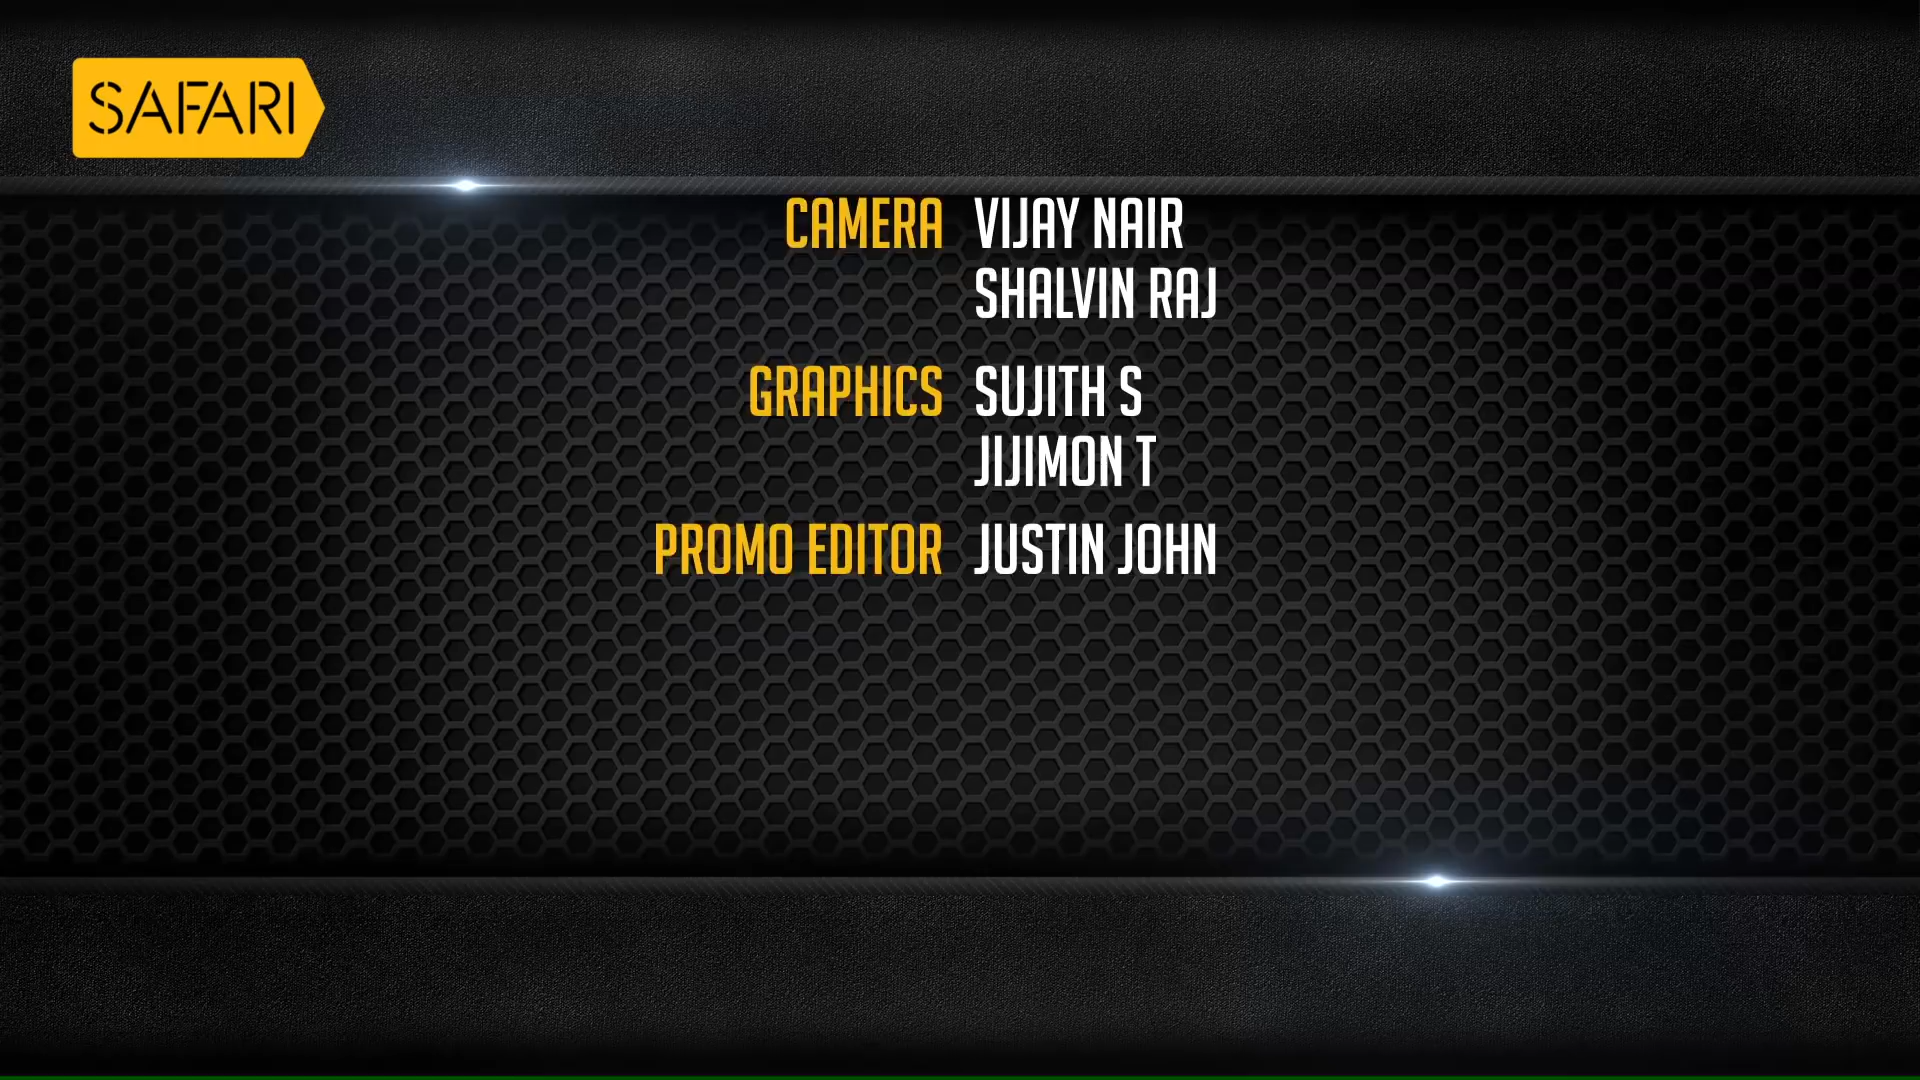 SAFARI
CAMERA VIJAY NAIR
SHALVIN RAJ
GRAPHICS SUJITH S
JIJIMON T
PROMO EDITOR JUSTIN JOHN